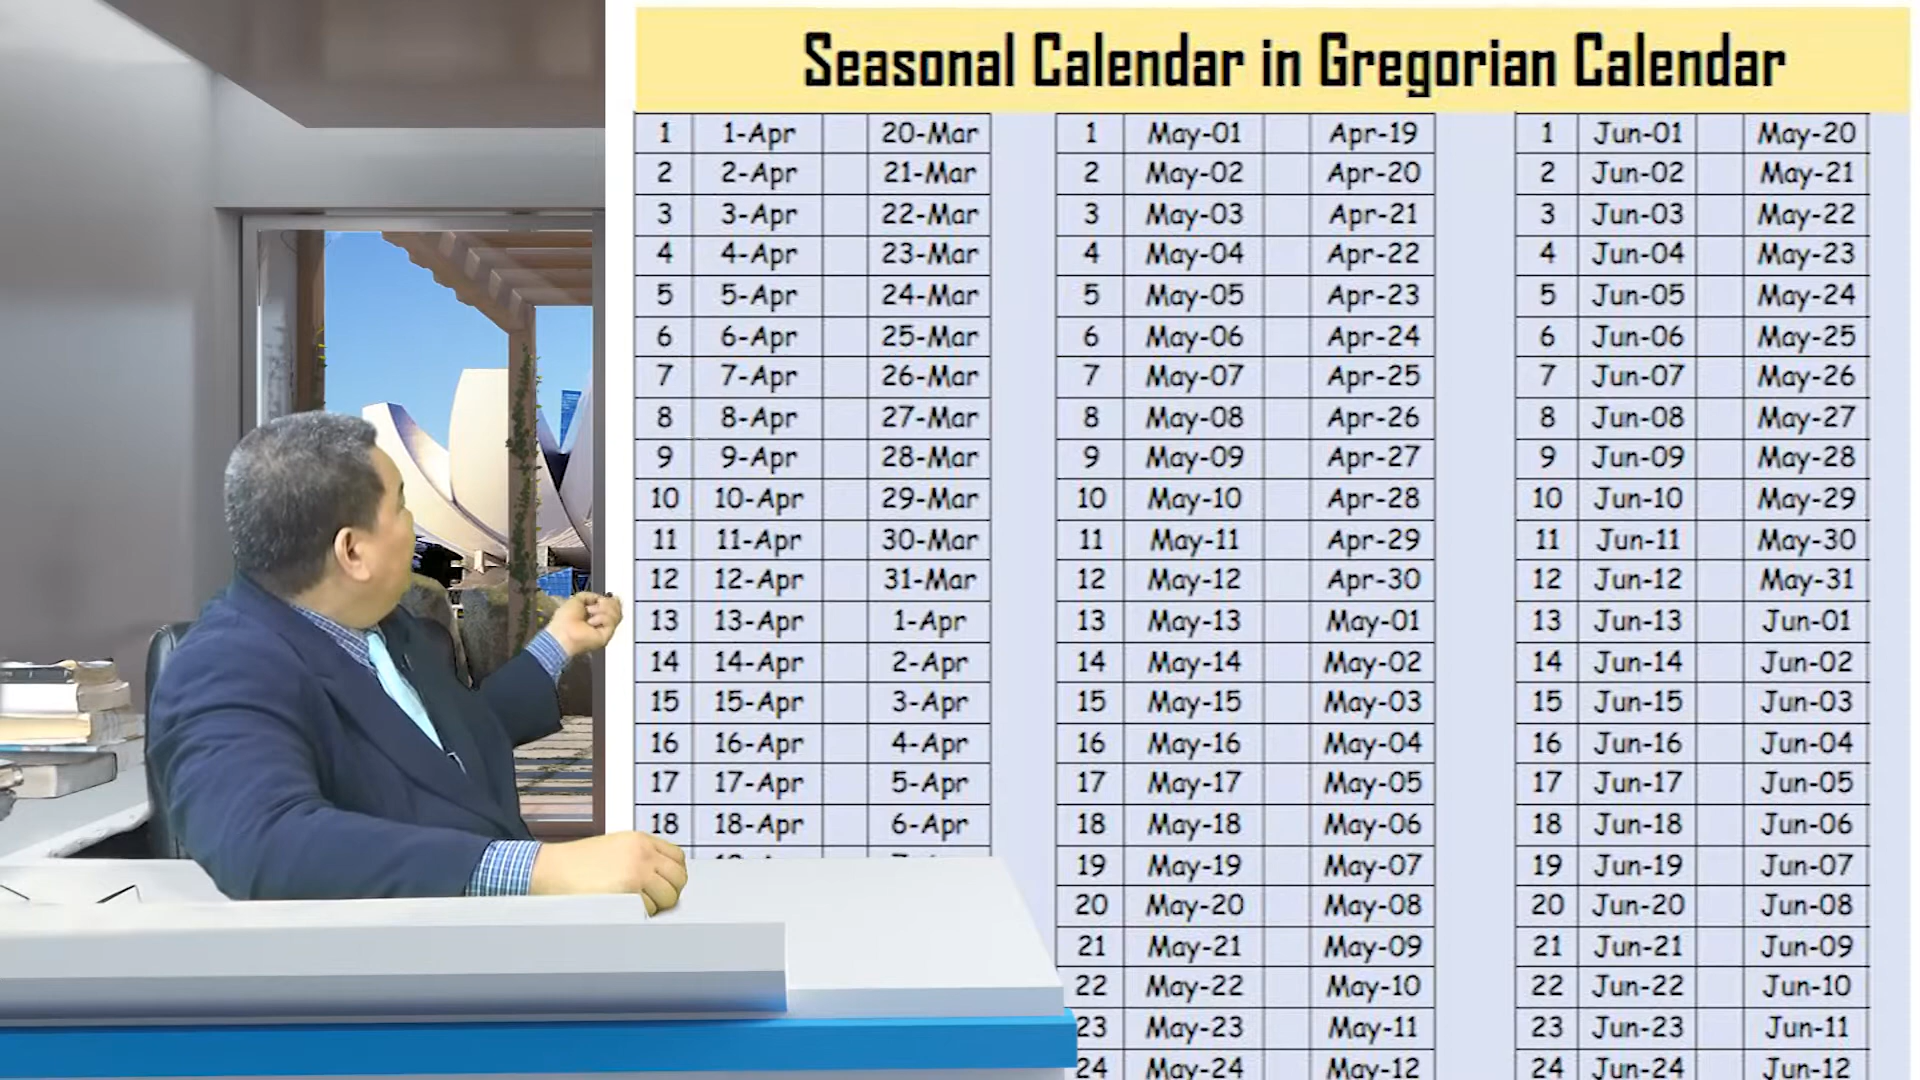 Seasonal Calendar in Gregorian Calendar
1 1-Apr 20-Mar 1 May-01 Apr-19 1 Jun-01 May-20
2 2-Apr 21-Mar 2 May-02 Apr-20 2 Jun-02 May-21
3 3-Apr 22-Mar 3 May-03 Apr-21 3 Jun-03 May-22
4 4-Apr 23-Mar 4 May-04 Apr-22 4 Jun-04 May-23
5 5-Apr 24-Mar 5 May-05 Apr-23 5 Jun-05 May-24
6 6-Apr 25-Mar 6 May-06 Apr-24 6 Jun-06 May-25
7 7-Apr 26-Mar 7 May-07 Apr-25 7 Jun-07 May-26
8 8-Apr 27-Mar 8 May-08 Apr-26 8 Jun-08 May-27
9 9-Apr 28-Mar 9 May-09 Apr-27 9 Jun-09 May-28
10 10-Apr 29-Mar 10 May-10 Apr-28 10 Jun-10 May-29
11 11-Apr 30-Mar 11 May-11 Apr-29 11 Jun-11 May-30
12 12-Apr 31-Mar 12 May-12 Apr-30 12 Jun-12 May-31
13 13-Apr 1-Apr 13 May-13 May-01 13 Jun-13 Jun-01
14 14-Apr 2-Apr 14 May-14 May-02 14 Jun-14 Jun-02
15 15-Apr 3-Apr 15 May-15 May-03 15 Jun-15 Jun-03
16 16-Apr 4-Apr 16 May-16 May-04 16 Jun-16 Jun-04
17 17-Apr 5-Apr 17 May-17 May-05 17 Jun-17 Jun-05
18 18-Apr 6-Apr 18 May-18 May-06 18 Jun-18 Jun-06
19 May-19 May-07 19 Jun-19 Jun-07
20 May-20 May-08 20 Jun-20 Jun-08
21 May-21 May-09 21 Jun-21 Jun-09
22 May-22 May-10 22 Jun-22 Jun-10
23 May-23 May-11 23 Jun-23 Jun-11
24 May-24 May-12 24 Jun-24 Jun-12